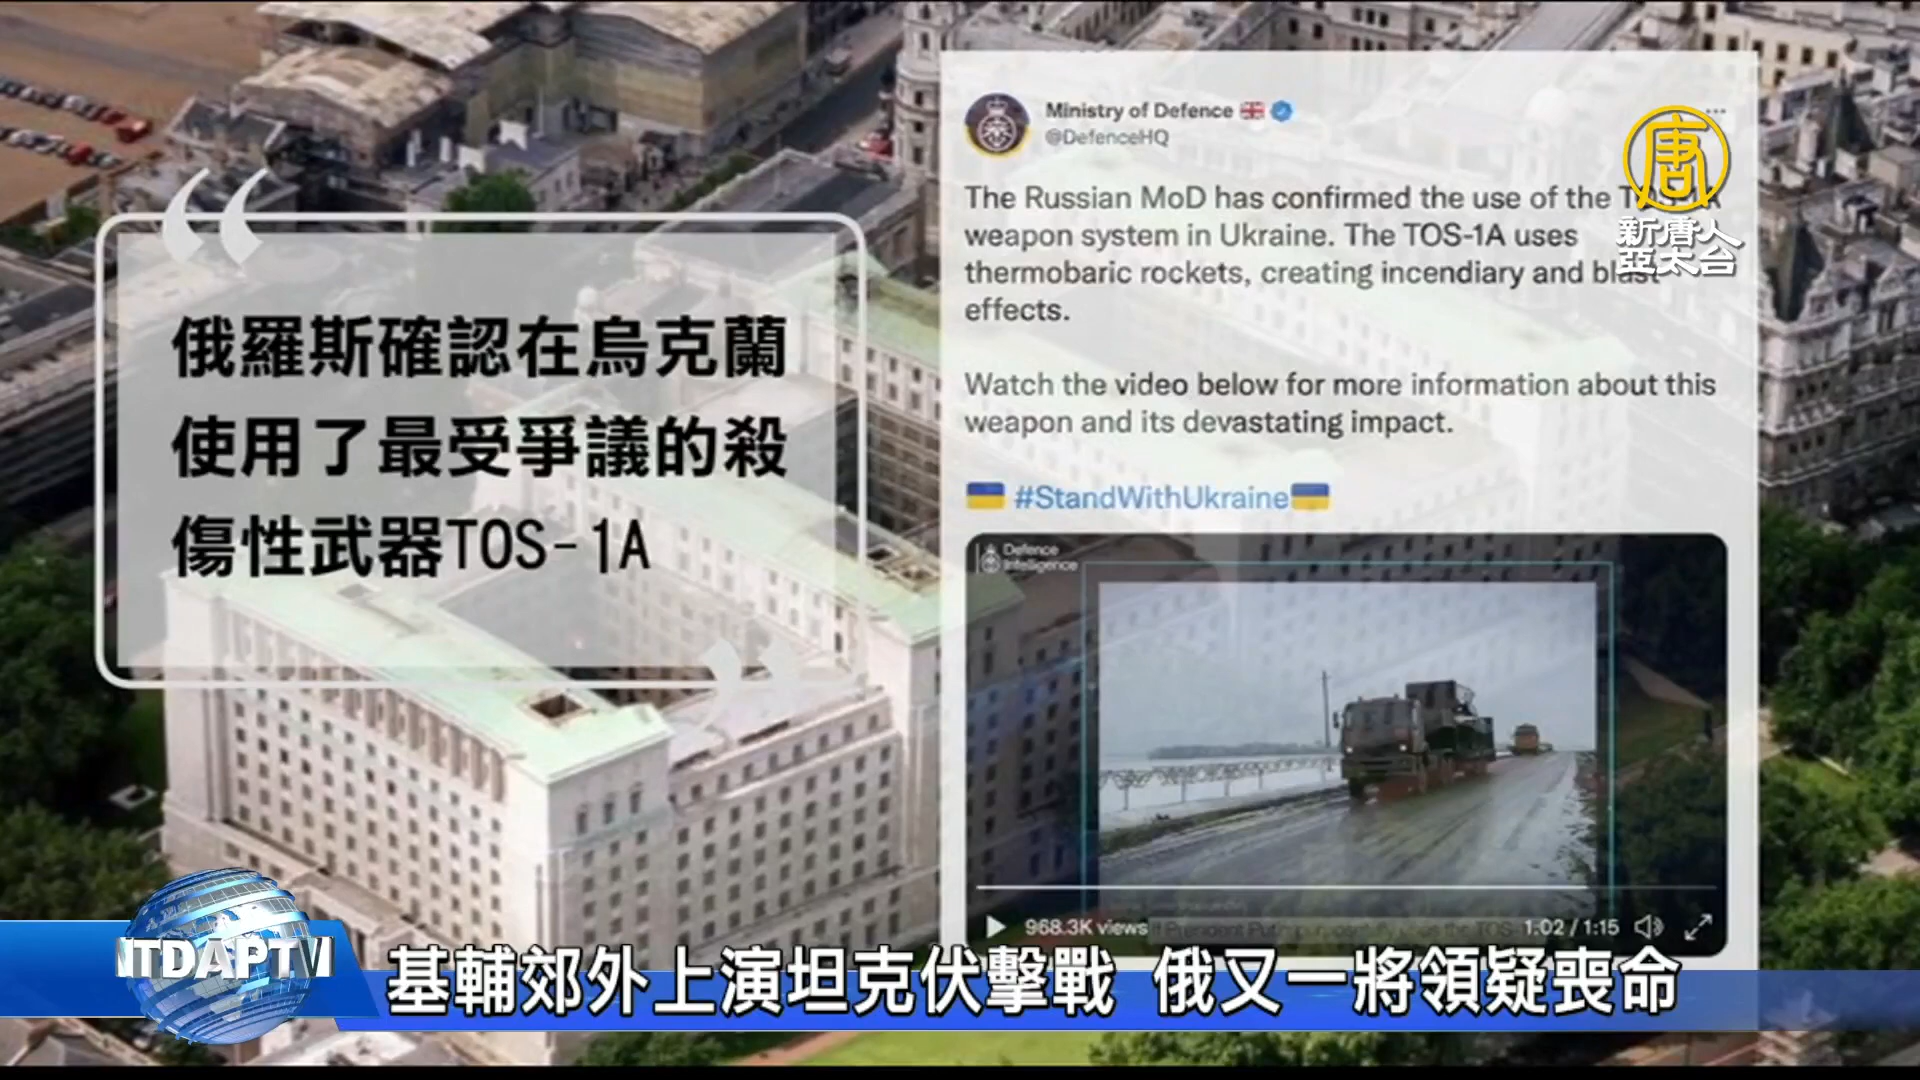 俄羅斯確認在烏克蘭
使用了最受爭議的殺
傷性武器TOS-1A
Ministry of Defence
@DefenceHQ
The Russian MoD has confirmed the use of the
weapon system in Ukraine. The TOS-1A uses
thermobaric rockets, creating incendiary and blast
effects.
Watch the video below for more information about this
weapon and its devastating impact.
#StandWithUkraine
Defence
Intelligence
968.3K views
1:02 / 1:15
唐
新唐人
亞太台
NTDAPTV
基輔郊外上演坦克伏擊戰 俄又一將領疑喪命